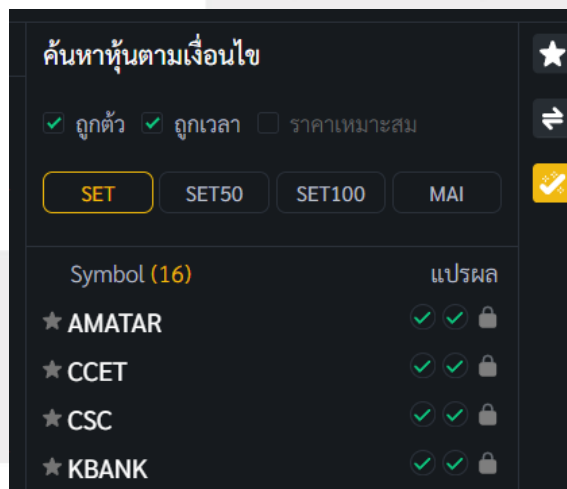 ค้นหาหุ้นตามเงื่อนไข
ถูกตัว ถูกเวลา ราคาเหมาะสม
SET SET50 SET100 MAI
Symbol (16) แปรผล
AMATAR
CCET
CSC
KBANK